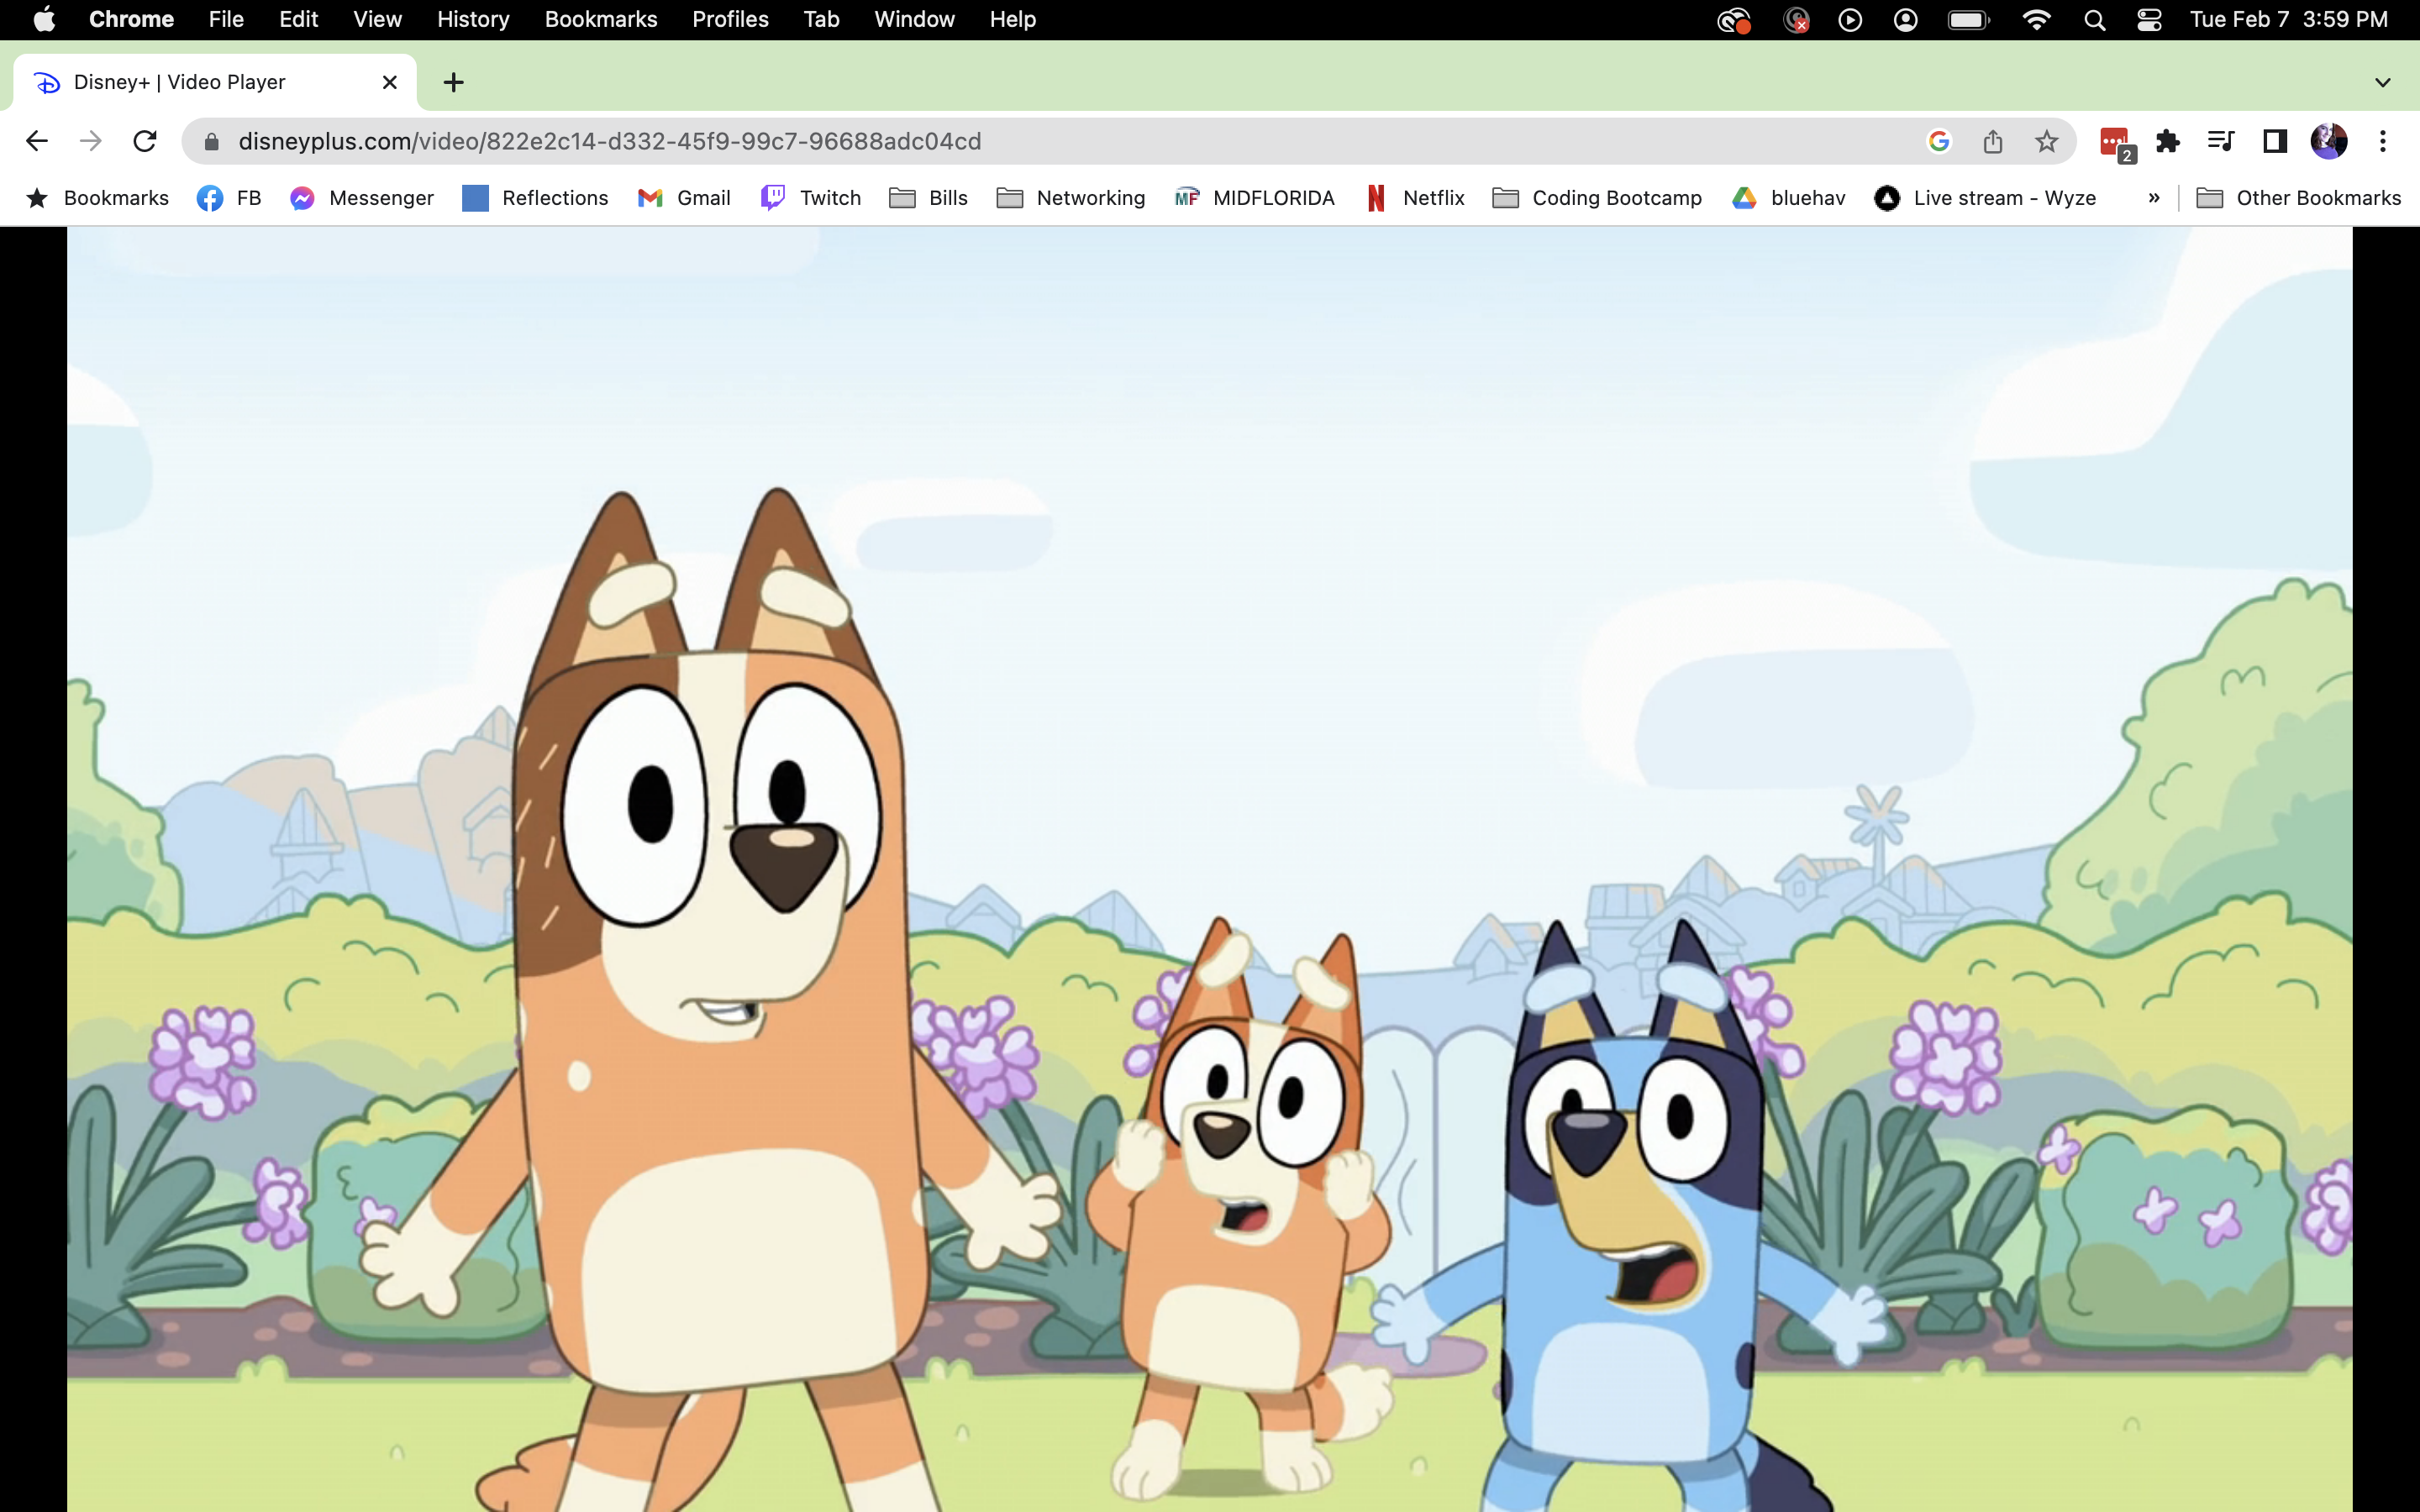 Chrome File Edit View History Bookmarks Profiles Tab Window Help Tue Feb 7 3:59 PM
Disney+ | Video Player
disneyplus.com/video/822e2c14-d332-45f9-99c7-96688adc04cd 2
Bookmarks FB Messenger Reflections Gmail Twitch Bills Networking MF MIDFLORIDA Netflix Coding Bootcamp bluehav Live stream - Wyze » Other Bookmarks